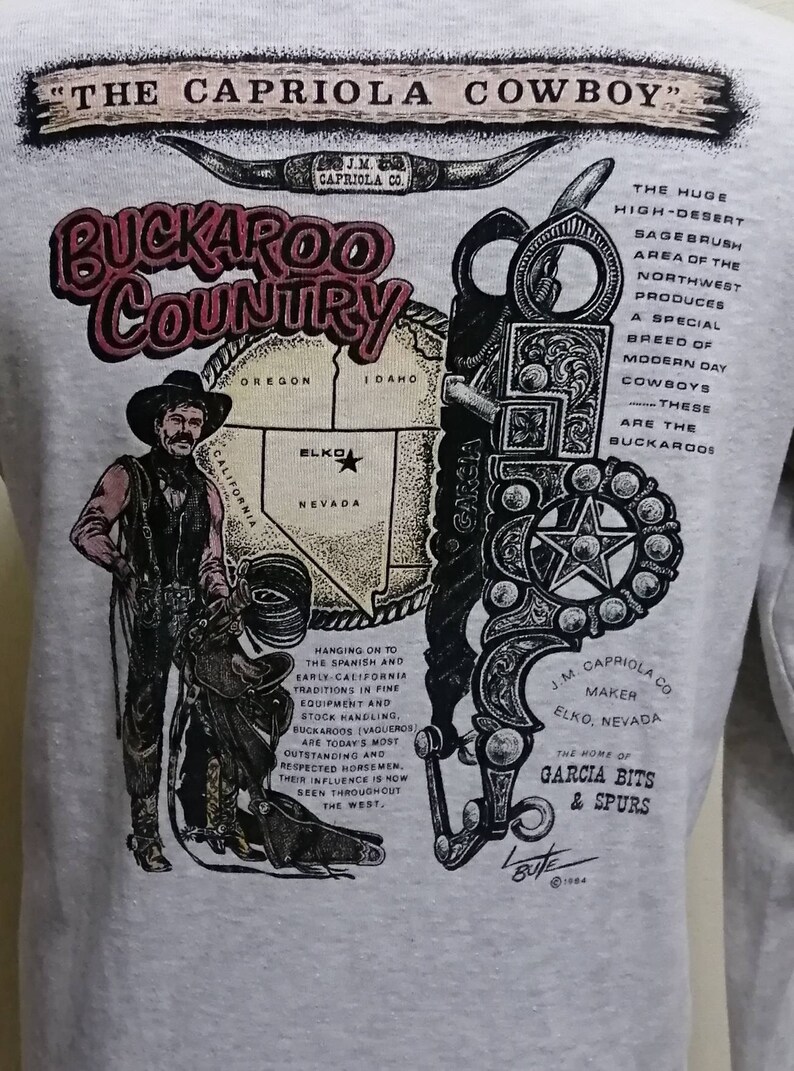 "THE CAPRIOLA COWBOY"
J.M.
CAPRIOLA CO.
BUCKAROO
COUNTRY
OREGON
IDAHO
CALIFORNIA
ELKO
NEVADA
GARCIA
THE HUGE
HIGH-DESERT
SAGEBRUSH
AREA OF THE
NORTHWEST
PRODUCES
A SPECIAL
BREED OF
MODERN DAY
COWBOYS
........THESE
ARE THE
BUCKAROOS
HANGING ON TO
THE SPANISH AND
EARLY-CALIFORNIA
TRADITIONS IN FINE
EQUIPMENT AND
STOCK HANDLING,
BUCKAROOS (VAQUEROS)
ARE TODAY'S MOST
OUTSTANDING AND
RESPECTED HORSEMEN.
THEIR INFLUENCE IS NOW
SEEN THROUGHOUT
THE WEST.
J.M. CAPRIOLA CO
MAKER
ELKO, NEVADA
THE HOME OF
GARCIA BITS
& SPURS
L BUTE
© 1984